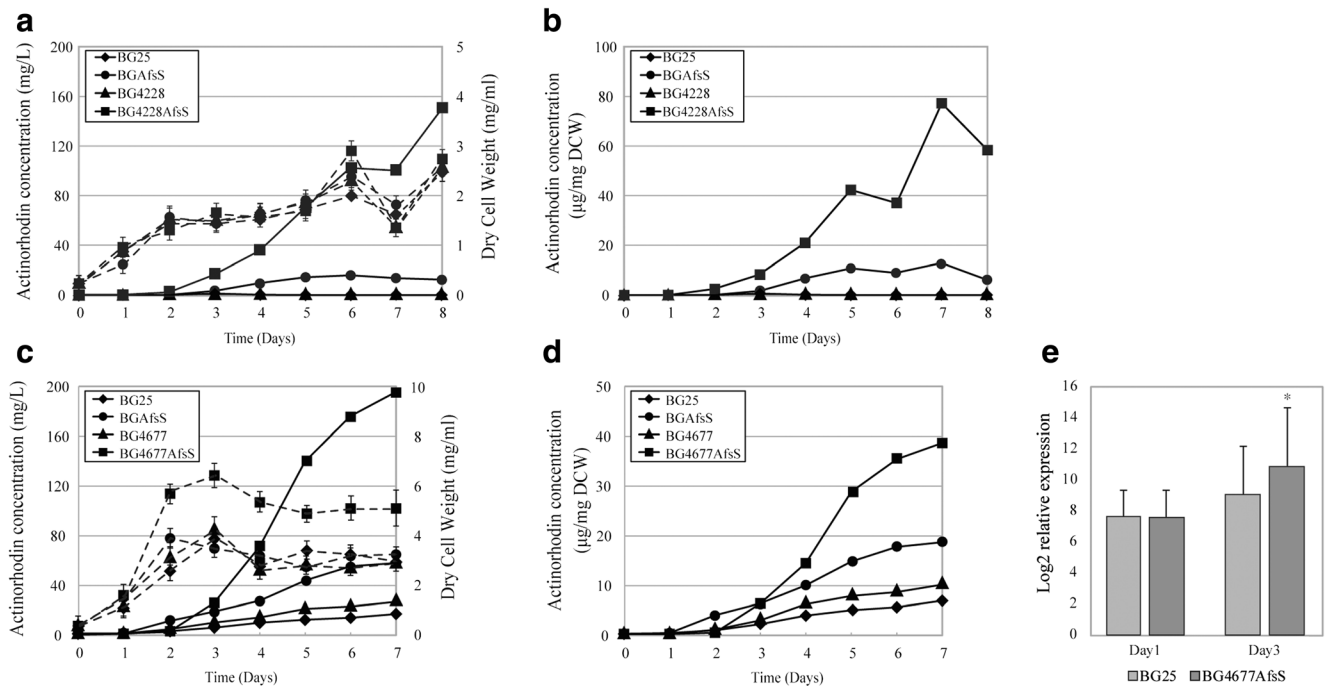 a
200
160
120
80
40
0
Actinorhodin concentration (mg/L)
BG25
BGAfsS
BG4228
BG4228AfsS
5
4
3
2
1
0
Dry Cell Weight (mg/ml)
0 1 2 3 4 5 6 7 8
Time (Days)
b
100
80
60
40
20
0
Actinorhodin concentration
(μg/mg DCW)
BG25
BGAfsS
BG4228
BG4228AfsS
0 1 2 3 4 5 6 7 8
Time (Days)
c
200
160
120
80
40
0
Actinorhodin concentration (mg/L)
BG25
BGAfsS
BG4677
BG4677AfsS
10
8
6
4
2
0
Dry Cell Weight (mg/ml)
0 1 2 3 4 5 6 7
Time (Days)
d
50
40
30
20
10
0
Actinorhodin concentration
(μg/mg DCW)
BG25
BGAfsS
BG4677
BG4677AfsS
0 1 2 3 4 5 6 7
Time (Days)
e
16
14
12
10
8
6
4
2
0
Log2 relative expression
*
Day1 Day3
BG25 BG4677AfsS